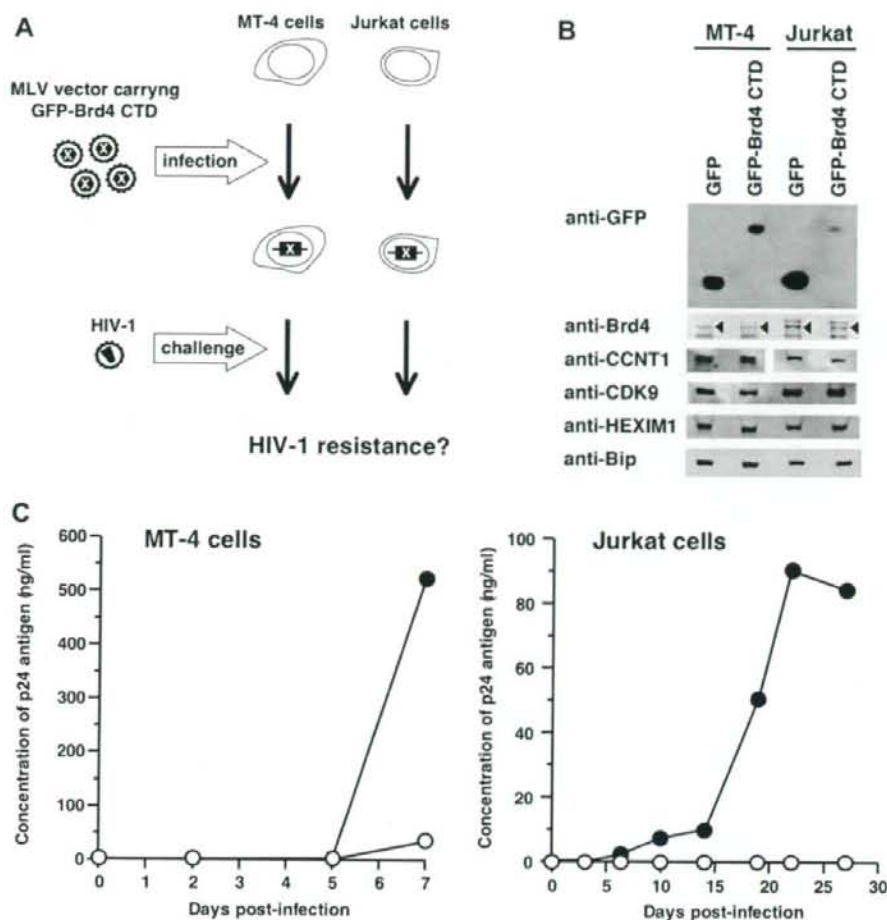 A
MT-4 cells
Jurkat cells
MLV vector carryng
GFP-Brd4 CTD
X
X
X
X
infection
X
X
HIV-1
challenge
HIV-1 resistance?
B
MT-4
Jurkat
GFP
GFP-Brd4 CTD
GFP
GFP-Brd4 CTD
anti-GFP
anti-Brd4
anti-CCNT1
anti-CDK9
anti-HEXIM1
anti-Bip
C
MT-4 cells
Concentration of p24 antigen (ng/ml)
600
500
400
300
200
100
0
0 1 2 3 4 5 6 7
Days post-infection
Jurkat cells
Concentration of p24 antigen (ng/ml)
100
80
60
40
20
0
0 5 10 15 20 25 30
Days post-infection